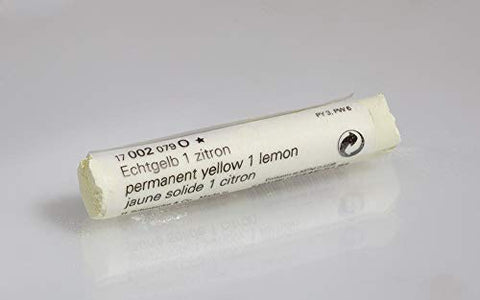 17 002 079 O ★
PY 3, PW 6
Echtgelb 1 zitron
permanent yellow 1 lemon
jaune solide 1 citron